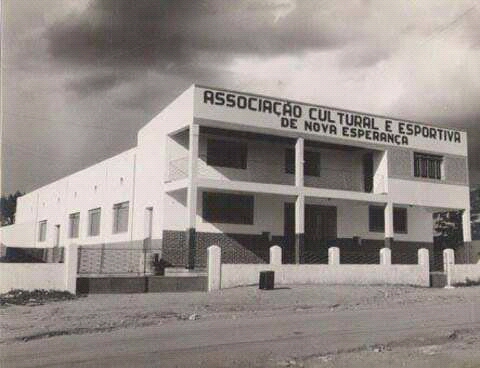 ASSOCIAÇÃO CULTURAL E ESPORTIVA
DE NOVA ESPERANÇA